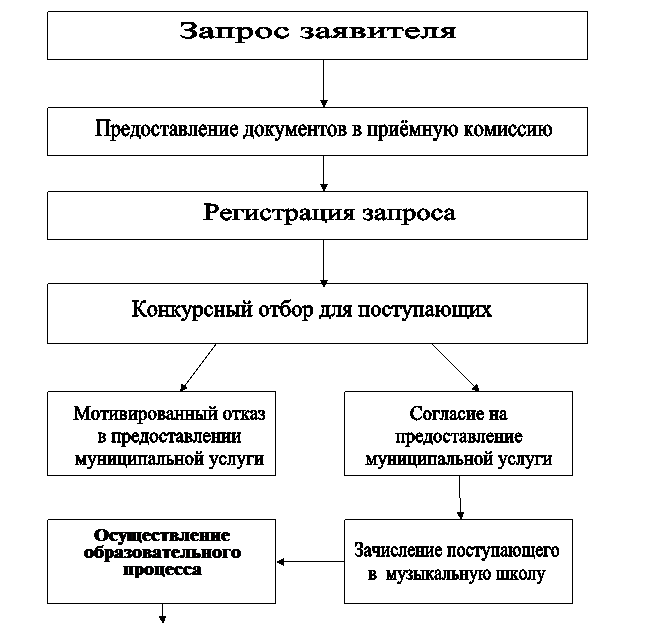 Запрос заявителя
Предоставление документов в приёмную комиссию
Регистрация запроса
Конкурсный отбор для поступающих
Мотивированный отказ
в предоставлении
муниципальной услуги
Согласие на
предоставление
муниципальной услуги
Осуществление
образовательного
процесса
Зачисление поступающего
в музыкальную школу